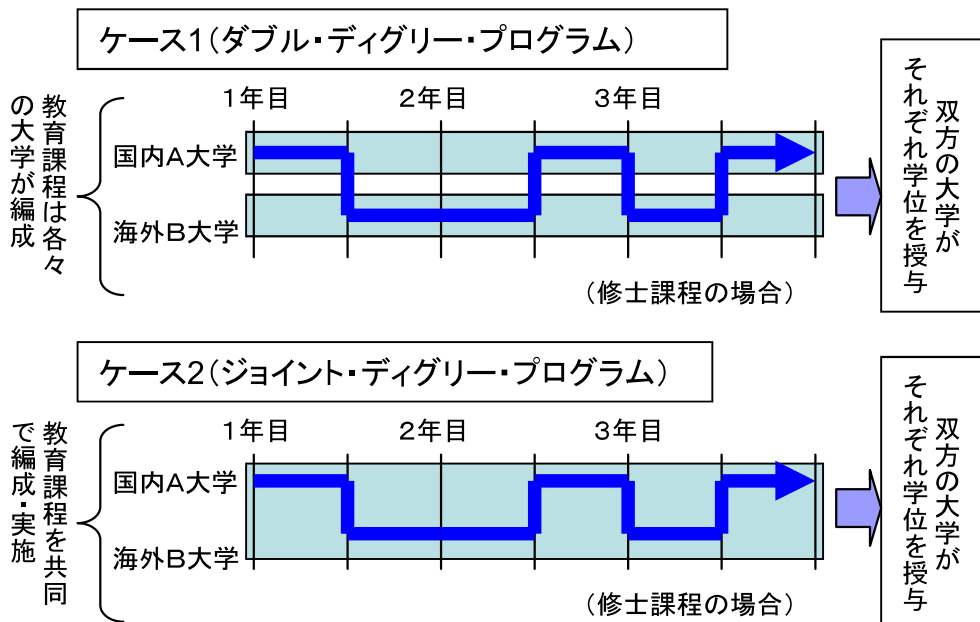 ケース1(ダブル・ディグリー・プログラム)
教育課程は各々
の大学が編成
1年目
2年目
3年目
国内A大学
海外B大学
(修士課程の場合)
双方の大学が
それぞれ学位を授与
ケース2(ジョイント・ディグリー・プログラム)
教育課程を共同
で編成・実施
1年目
2年目
3年目
国内A大学
海外B大学
(修士課程の場合)
双方の大学が
それぞれ学位を授与